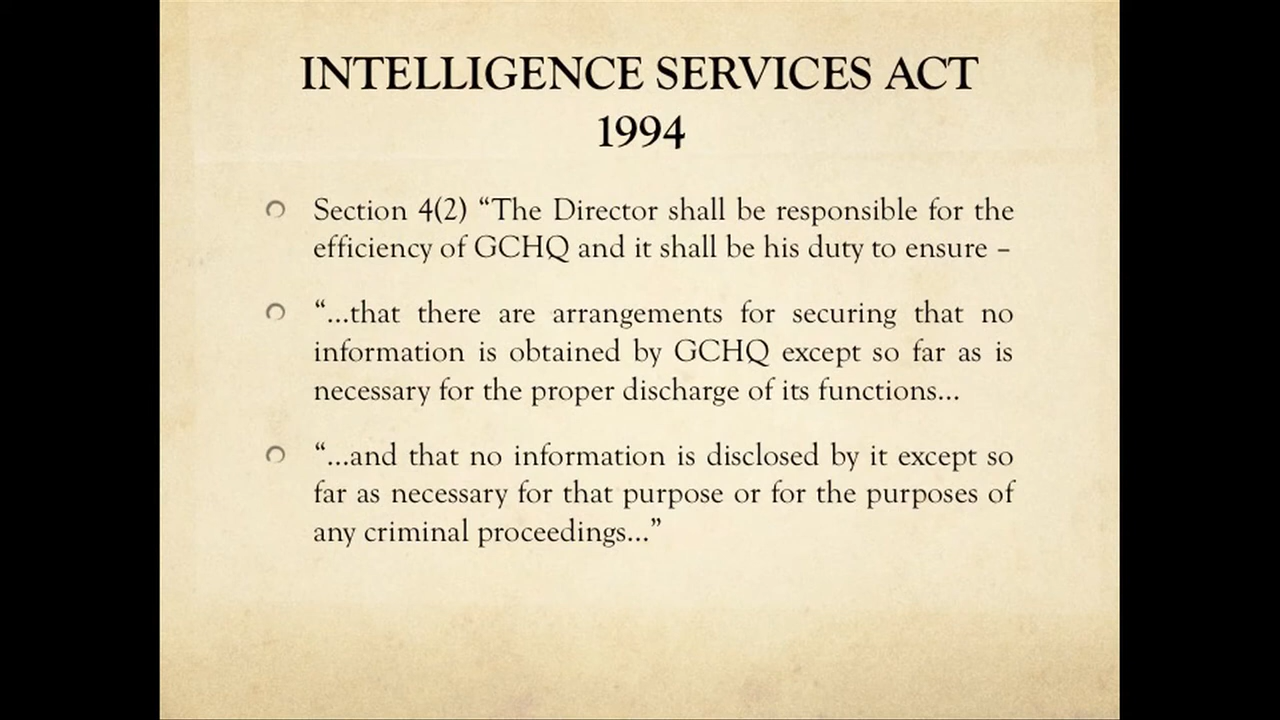 INTELLIGENCE SERVICES ACT
1994
Section 4(2) “The Director shall be responsible for the
efficiency of GCHQ and it shall be his duty to ensure –
“...that there are arrangements for securing that no
information is obtained by GCHQ except so far as is
necessary for the proper discharge of its functions...
“...and that no information is disclosed by it except so
far as necessary for that purpose or for the purposes of
any criminal proceedings...”